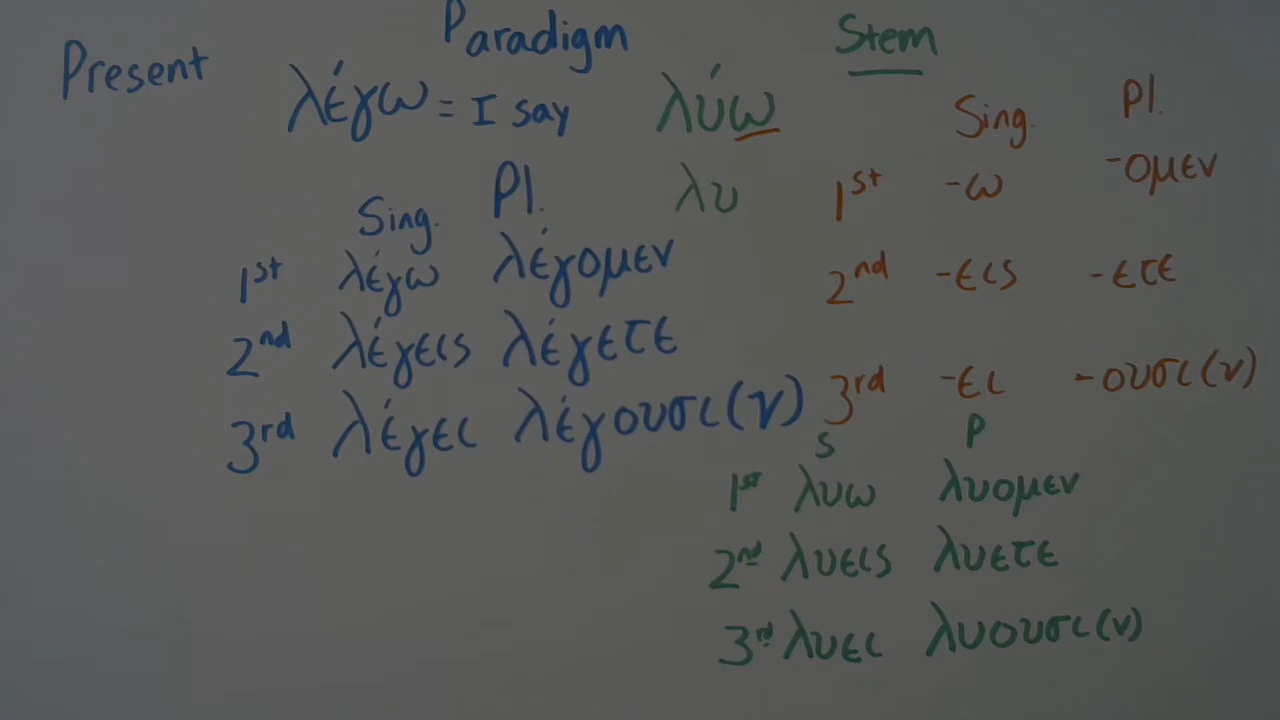 Present Paradigm Stem
λέγω = I say λύω
λυ
Sing. Pl.
1st λέγω λέγομεν
2nd λέγεις λέγετε
3rd λέγει λέγουσι(ν)
Sing. Pl.
1st -ω -ομεν
2nd -εις -ετε
3rd -ει -ουσι(ν)
S P
1st λυω λυομεν
2nd λυεις λυετε
3rd λυει λυουσι(ν)